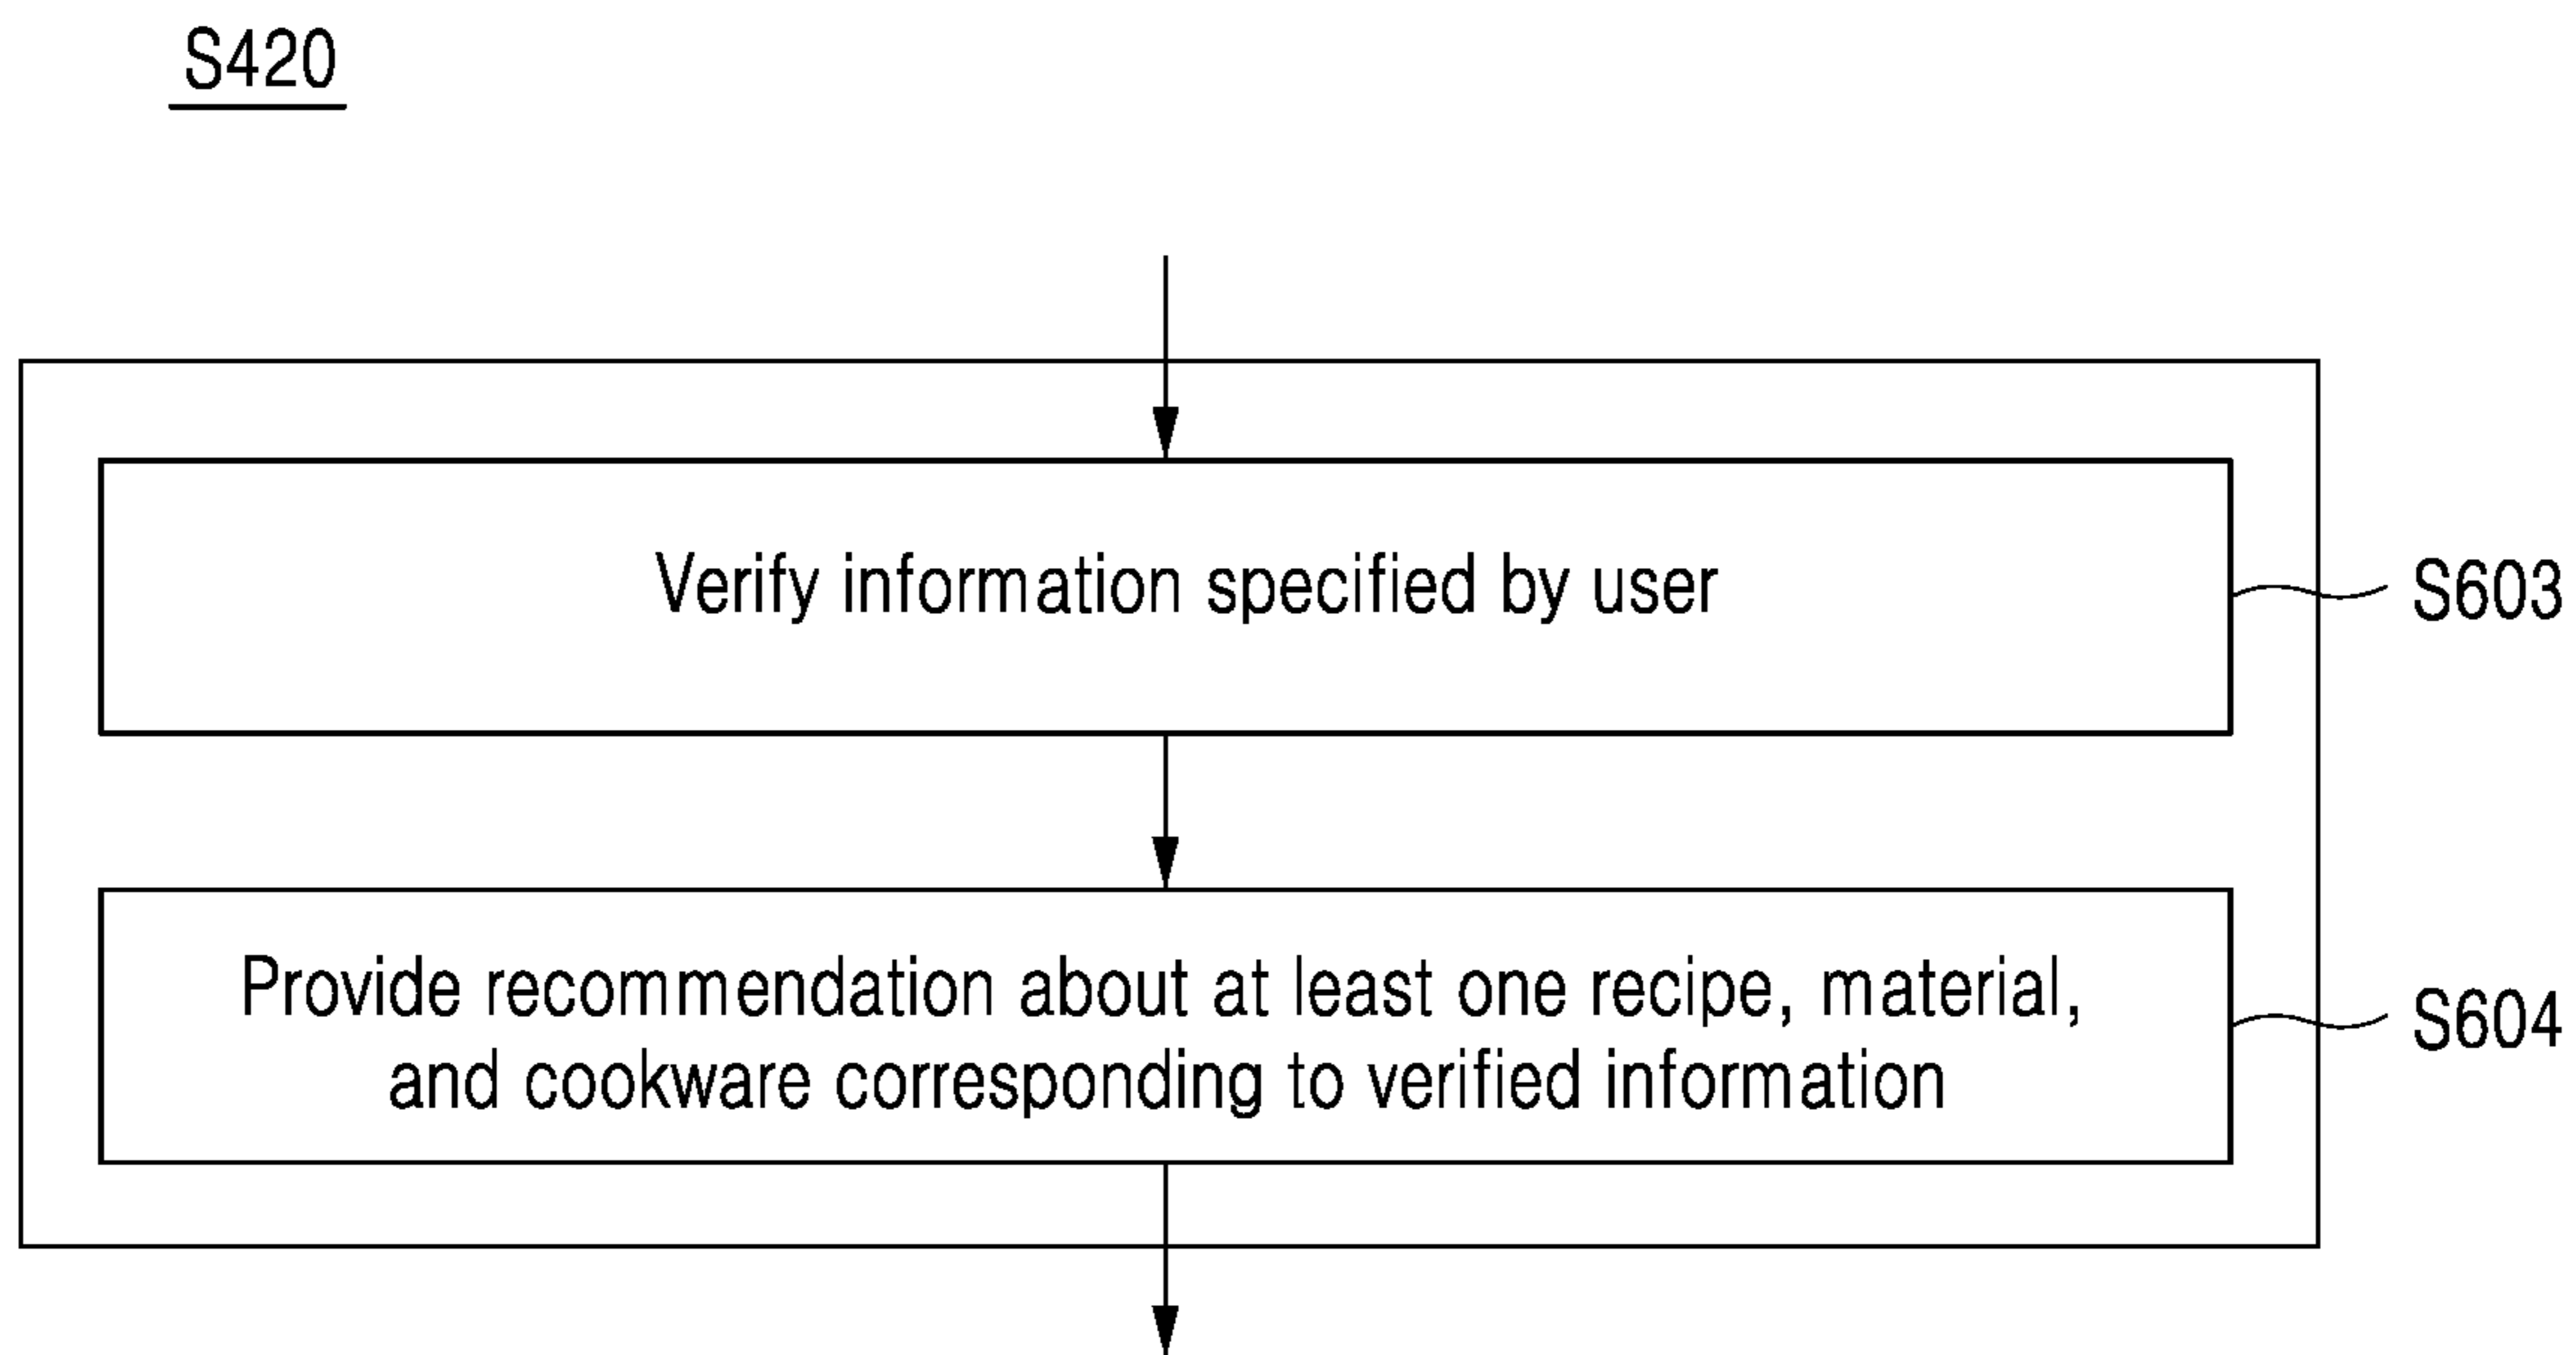 S420
Verify information specified by user
S603
Provide recommendation about at least one recipe, material,
and cookware corresponding to verified information
S604